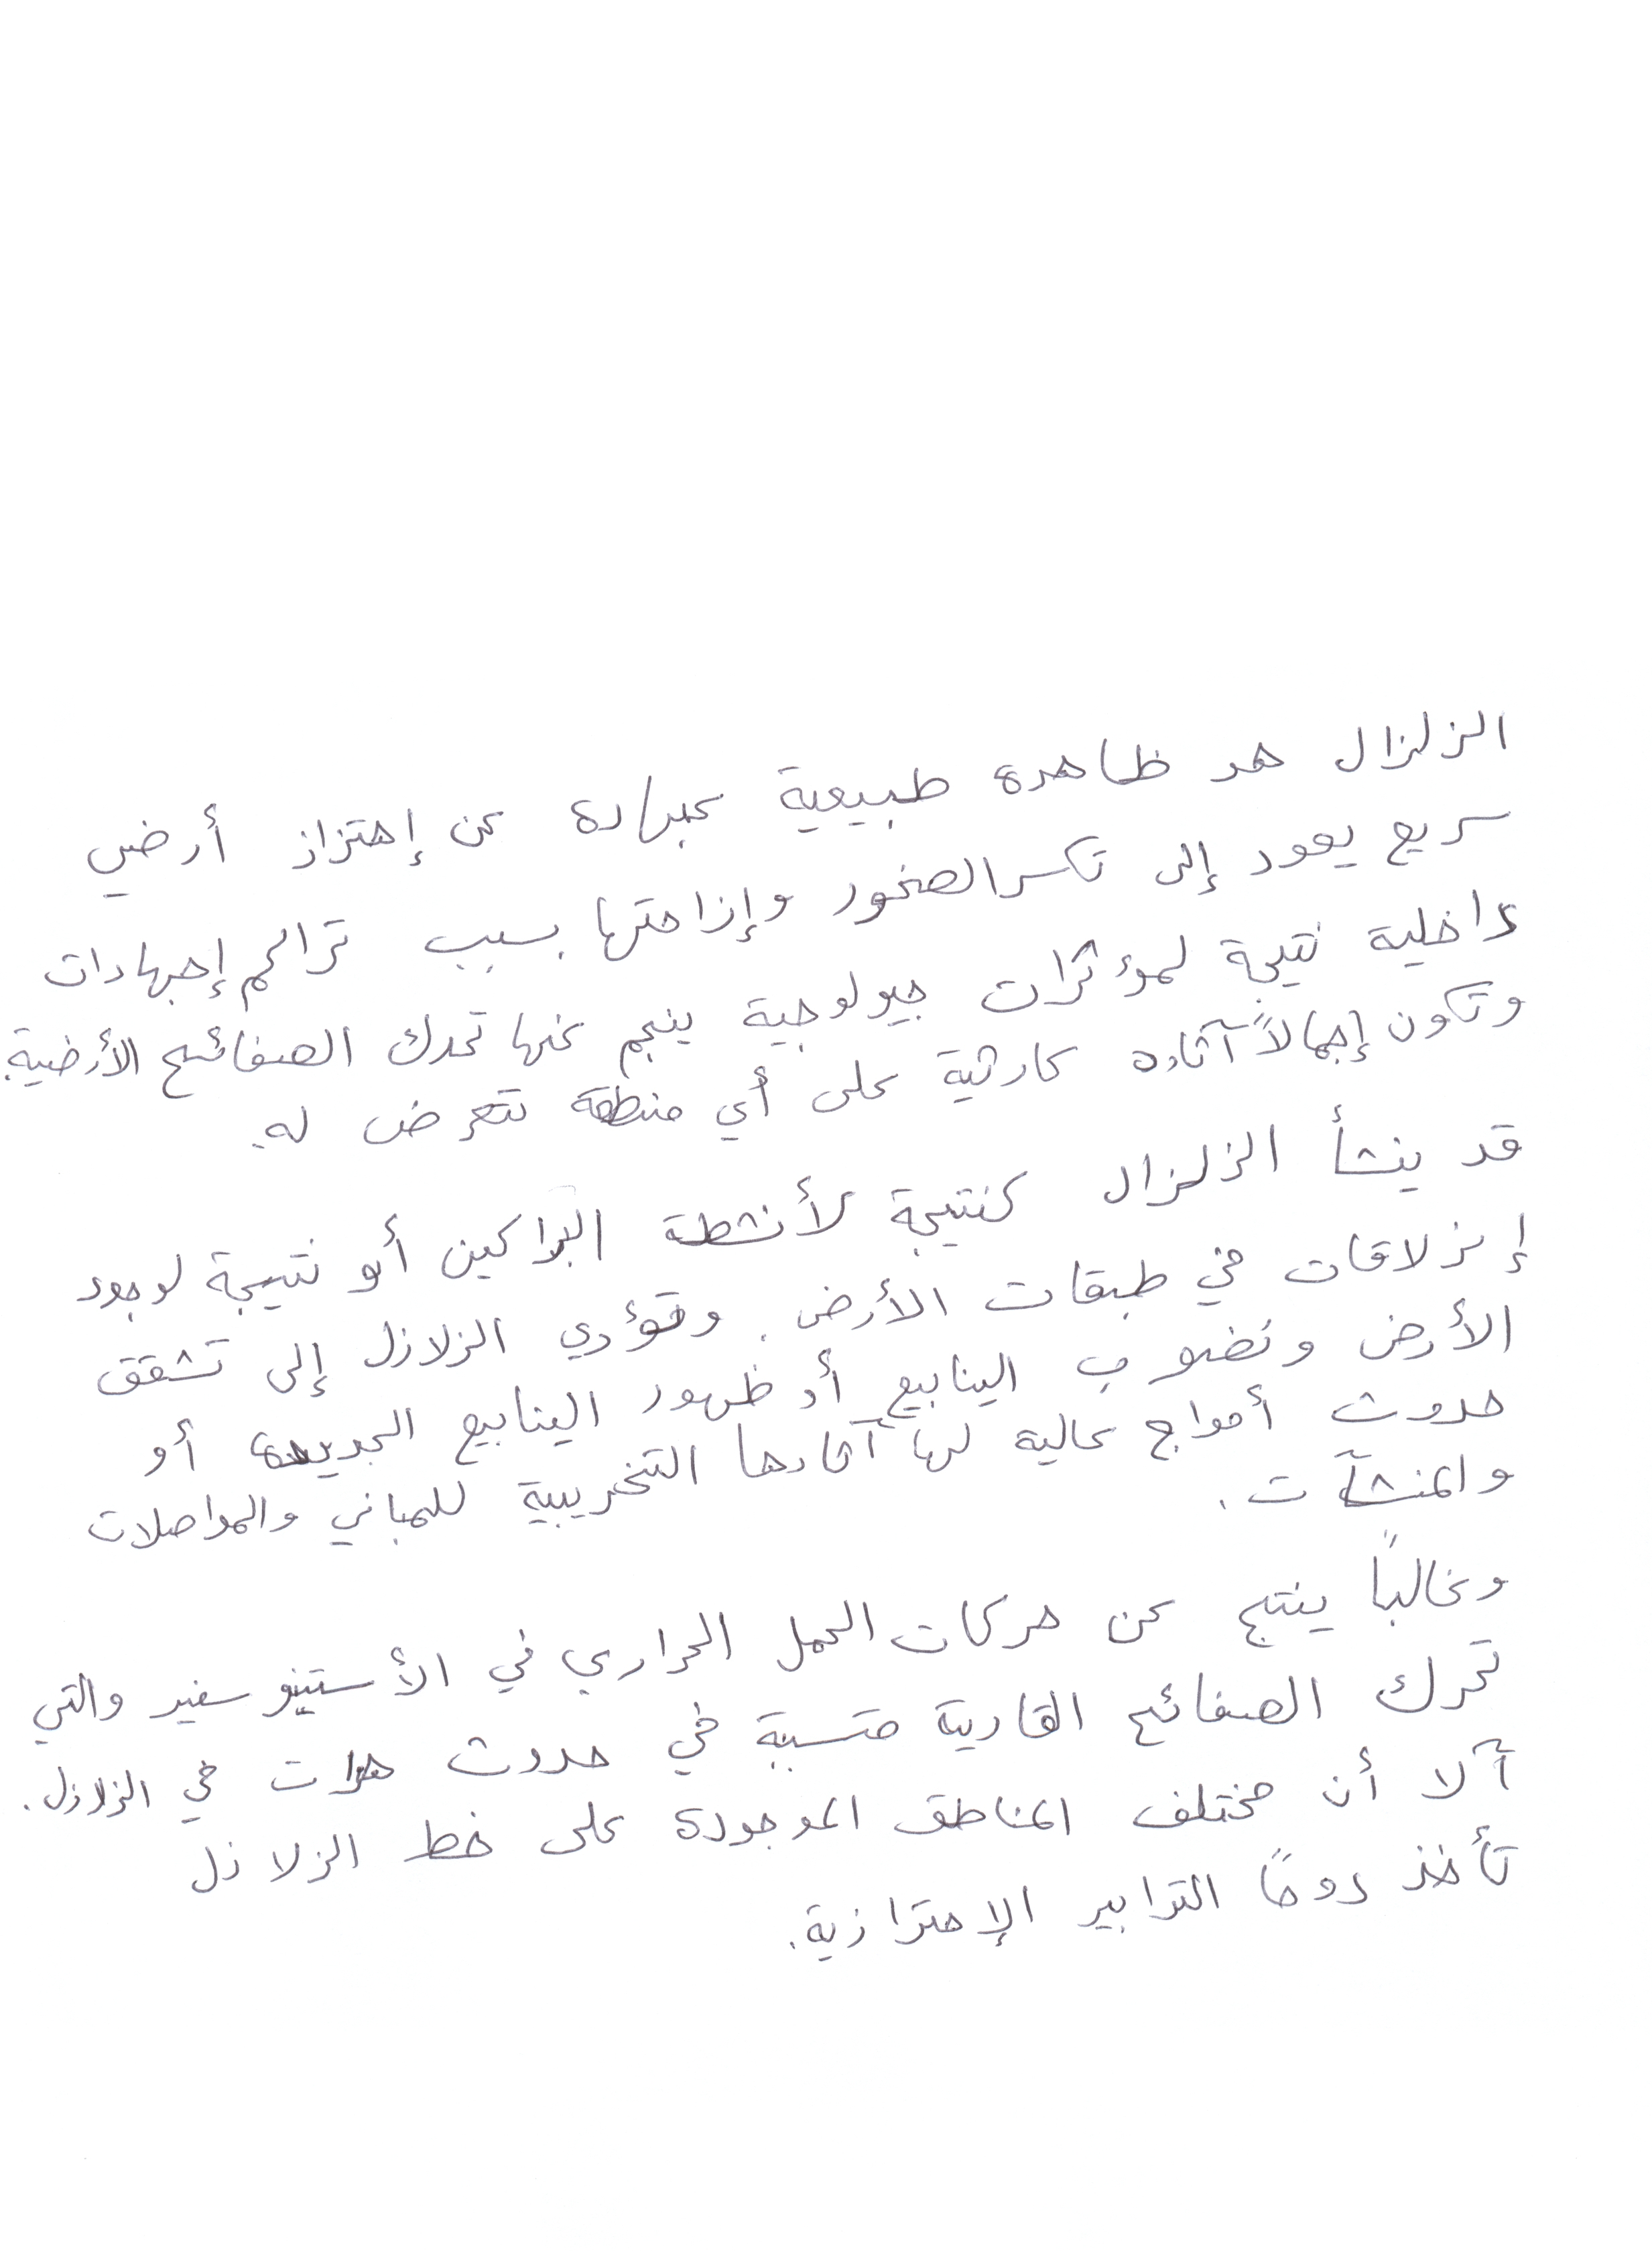 الزلزال هو ظاهرة طبيعية عبارة عن إهتزاز أرضي
سريع يعود إلى تكسر الصخور وإزاحتها بسبب تراكم إجهادات
داخلية نتيجة لمؤثرات جيولوجية ينجم عنها تحرك الصفائح الأرضية.
وتكون إجمالاً آثاره كارثية على أي منطقة تتعرض له.
قد ينشأ الزلزال كنتيجة لأنشطة البراكين أو نتيجة لوجود
إنزلاقات في طبقات الأرض. وتؤدي الزلازل إلى تشقق
الأرض ونضوب الينابيع أو ظهور الينابيع الجديدة أو
حدوث أمواج عالية لها آثارها التخريبية للمباني والمواصلات
والمنشآت.
وغالبًا ينتج عن حركات الحمل الحراري في الأستينوسفير والتي
تحرك الصفائح القارية متسببة في حدوث هزات في الزلازل.
آلا أن مختلف المناطق الموجودة على خط الزلازل
تأخذ دومًا التدابير الإحترازية.